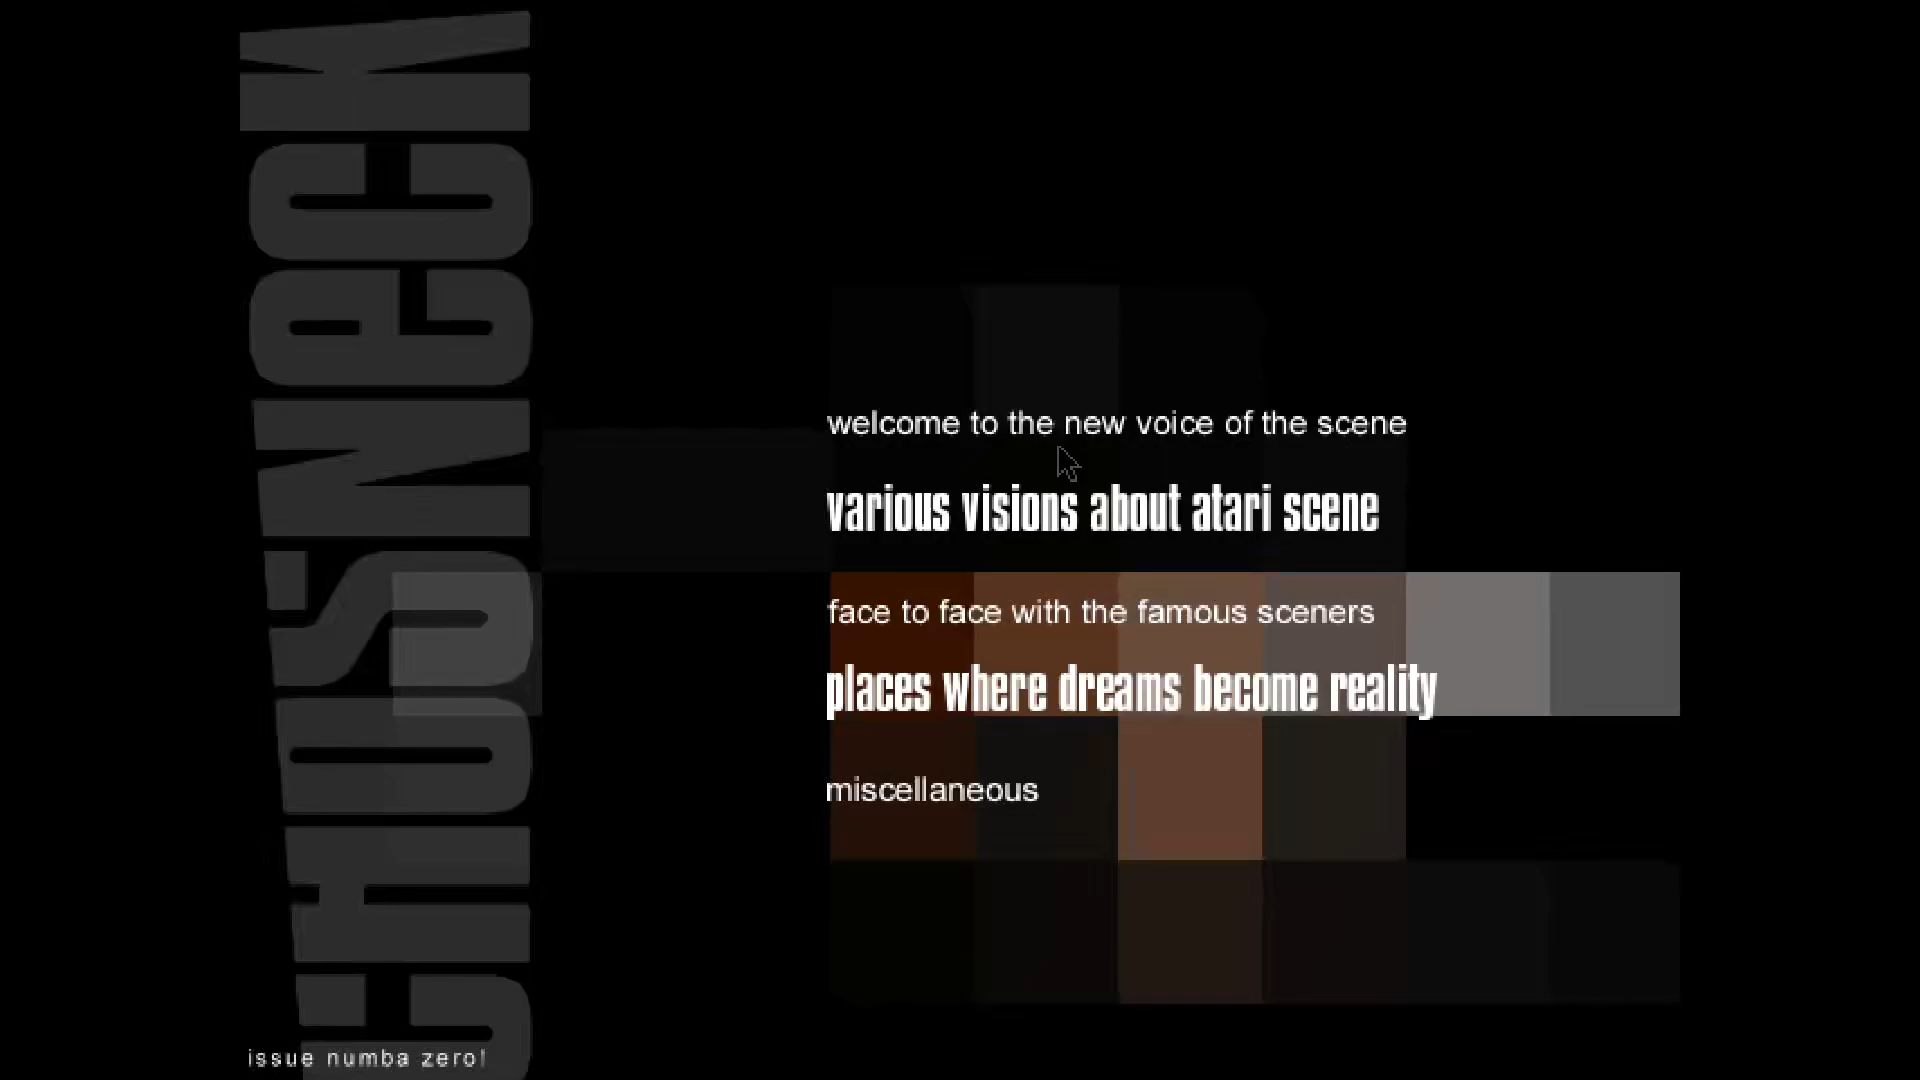 CHOSNeCK
welcome to the new voice of the scene
various visions about atari scene
face to face with the famous sceners
places where dreams become reality
miscellaneous
issue numba zero!